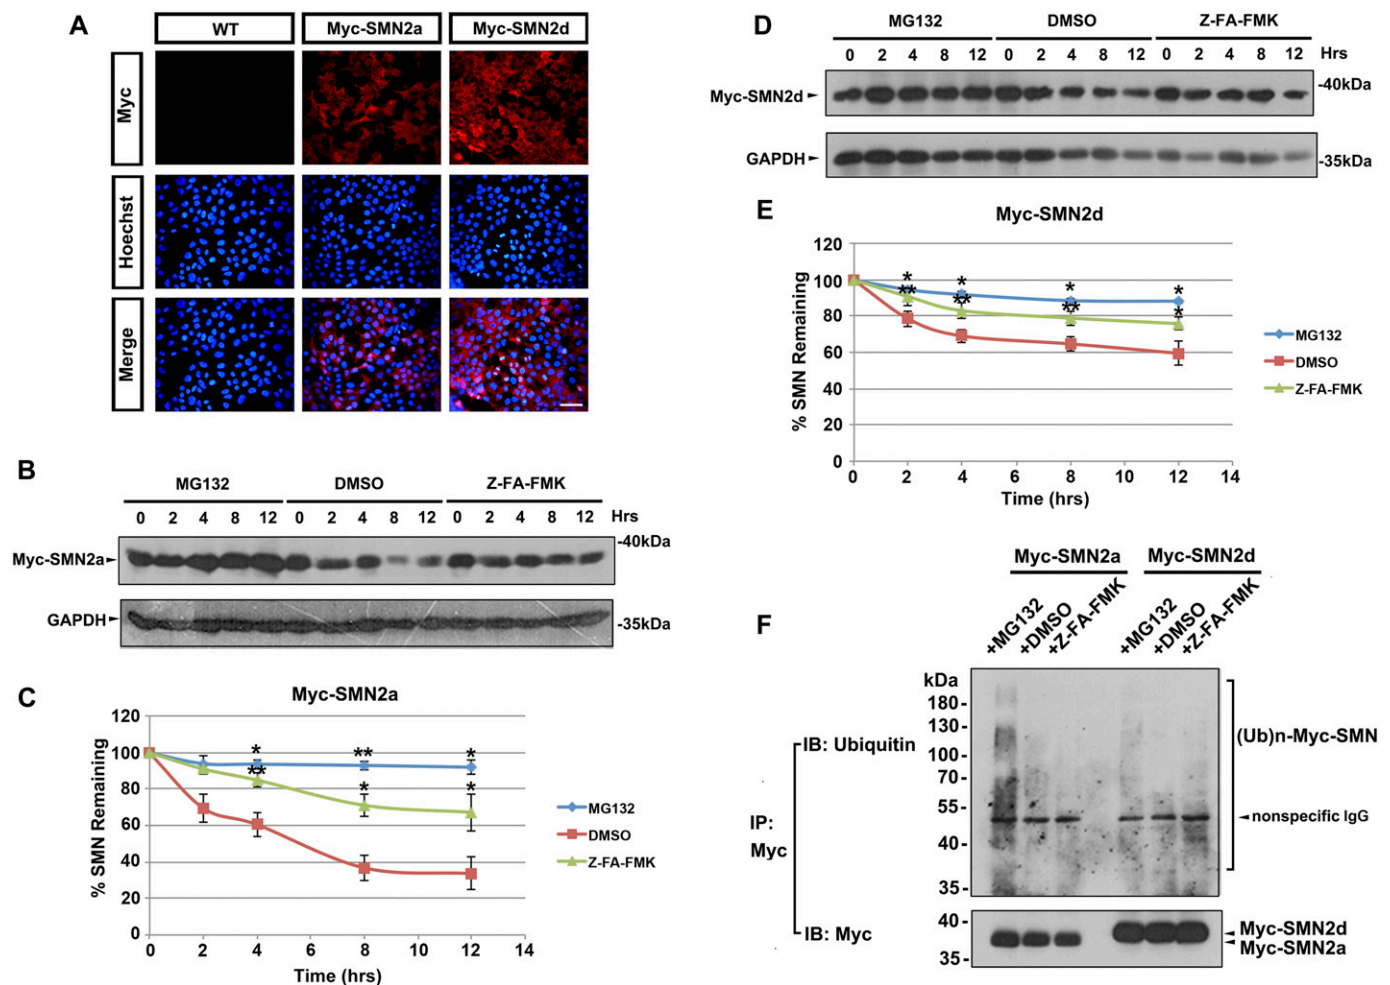 A
WT
Myc-SMN2a
Myc-SMN2d
Myc
Hoechst
Merge
B
MG132 DMSO Z-FA-FMK
0 2 4 8 12 0 2 4 8 12 0 2 4 8 12 Hrs
-40kDa
Myc-SMN2a
GAPDH
-35kDa
C
Myc-SMN2a
% SMN Remaining
120
100
80
60
40
20
0
* ** *
** * *
0 2 4 6 8 10 12 14
Time (hrs)
MG132
DMSO
Z-FA-FMK
D
MG132 DMSO Z-FA-FMK
0 2 4 8 12 0 2 4 8 12 0 2 4 8 12 Hrs
-40kDa
Myc-SMN2d
GAPDH
-35kDa
E
Myc-SMN2d
% SMN Remaining
120
100
80
60
40
20
0
* * * *
** ** ** *
0 2 4 6 8 10 12 14
Time (hrs)
MG132
DMSO
Z-FA-FMK
F
Myc-SMN2a Myc-SMN2d
+MG132 +DMSO +Z-FA-FMK +MG132 +DMSO +Z-FA-FMK
kDa
180-
130-
100-
70-
55-
40-
35-
IB: Ubiquitin
(Ub)n-Myc-SMN
nonspecific IgG
IP:
Myc
IB: Myc
40-
35-
Myc-SMN2d
Myc-SMN2a